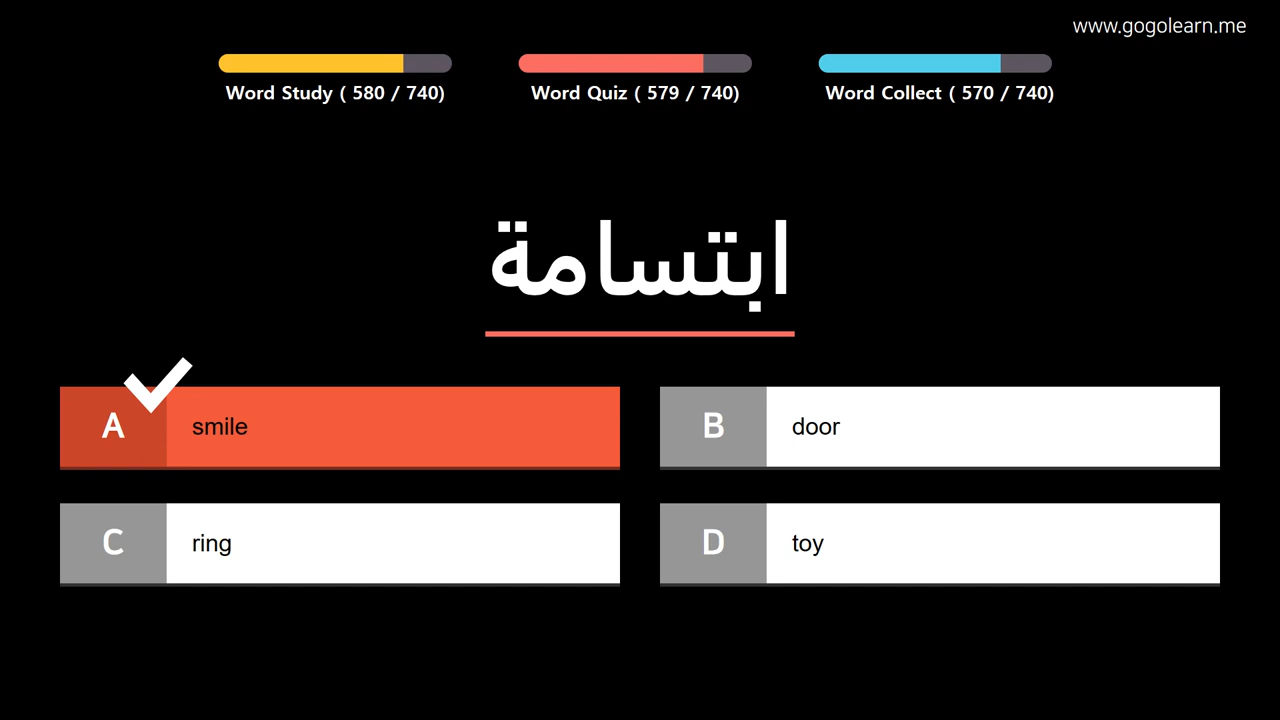 www.gogolearn.me
Word Study ( 580 / 740)
Word Quiz ( 579 / 740)
Word Collect ( 570 / 740)
ابتسامة
A smile
B door
C ring
D toy